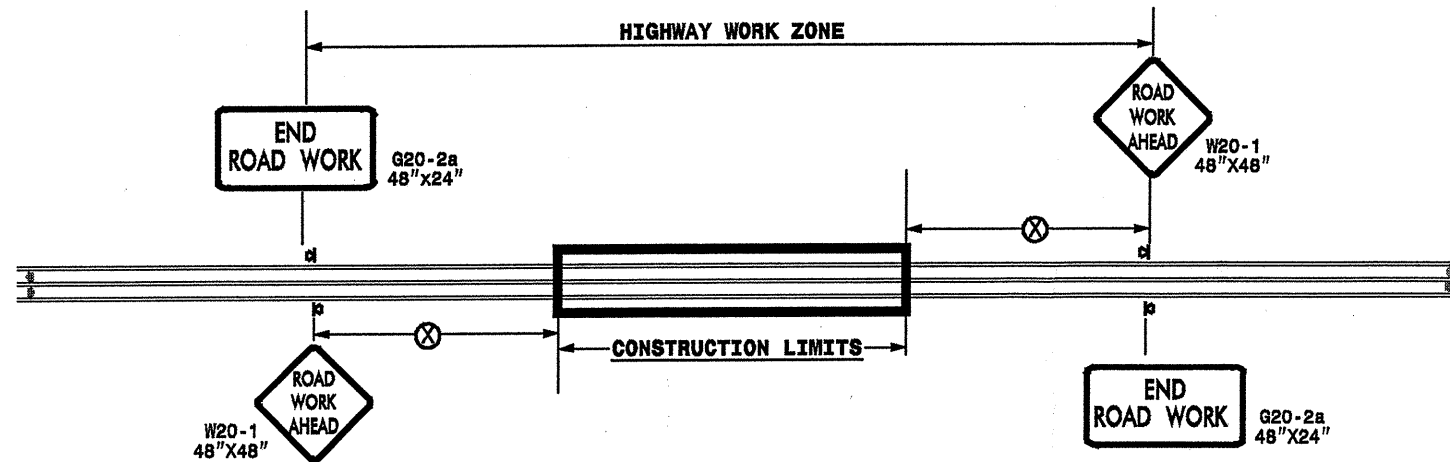 HIGHWAY WORK ZONE
END
ROAD WORK
G20-2a
48"X24"
ROAD
WORK
AHEAD
W20-1
48"X48"
X
X
CONSTRUCTION LIMITS
ROAD
WORK
AHEAD
W20-1
48"X48"
END
ROAD WORK
G20-2a
48"X24"